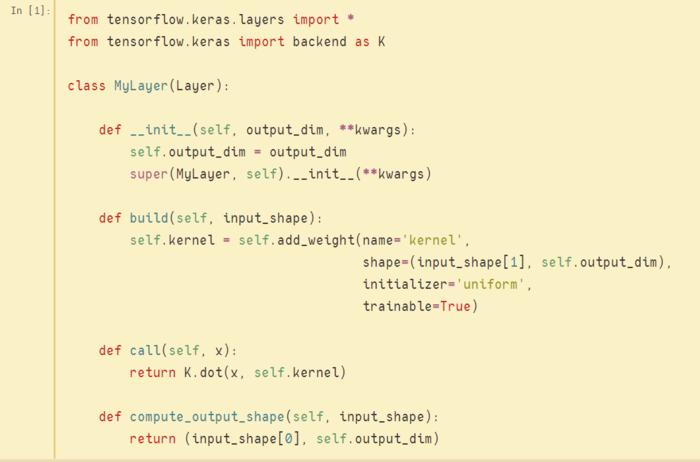 In [1]:
from tensorflow.keras.layers import *
from tensorflow.keras import backend as K

class MyLayer(Layer):

    def __init__(self, output_dim, **kwargs):
        self.output_dim = output_dim
        super(MyLayer, self).__init__(**kwargs)

    def build(self, input_shape):
        self.kernel = self.add_weight(name='kernel',
                                      shape=(input_shape[1], self.output_dim),
                                      initializer='uniform',
                                      trainable=True)

    def call(self, x):
        return K.dot(x, self.kernel)

    def compute_output_shape(self, input_shape):
        return (input_shape[0], self.output_dim)